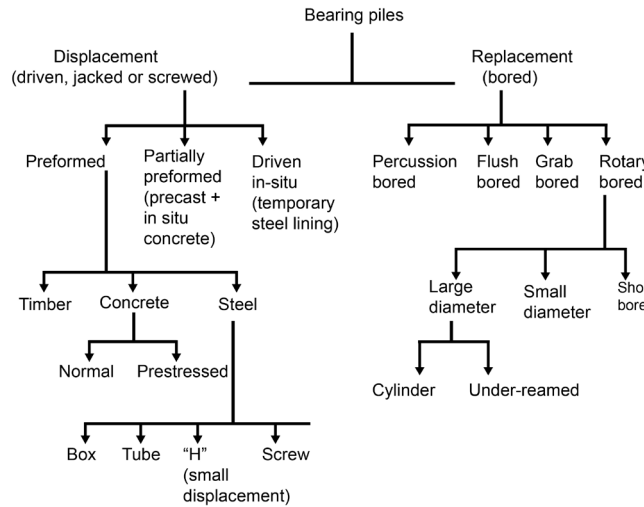 Bearing piles
Displacement
(driven, jacked or screwed)
Replacement
(bored)
Preformed
Partially
preformed
(precast +
in situ
concrete)
Driven
in-situ
(temporary
steel lining)
Percussion
bored
Flush
bored
Grab
bored
Rotary
bored
Timber
Concrete
Steel
Large
diameter
Small
diameter
Normal
Prestressed
Cylinder
Under-reamed
Box
Tube
“H”
(small
displacement)
Screw